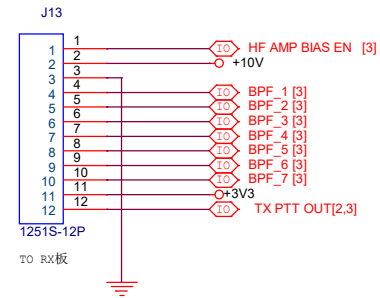 J13
1 1 IO HF AMP BIAS EN [3]
2 2 +10V
3 3
4 4 IO BPF_1 [3]
5 5 IO BPF_2 [3]
6 6 IO BPF_3 [3]
7 7 IO BPF_4 [3]
8 8 IO BPF_5 [3]
9 9 IO BPF_6 [3]
10 10 IO BPF_7 [3]
11 11 +3V3
12 12 IO TX PTT OUT[2,3]
1251S-12P
TO RX板